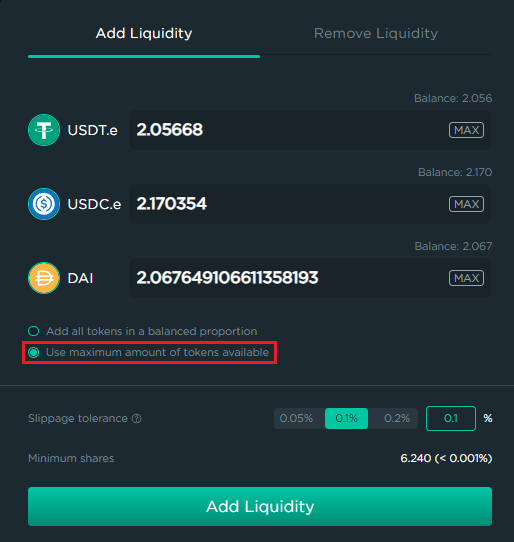 Add Liquidity Remove Liquidity
Balance: 2.056
USDT.e 2.05668 MAX
Balance: 2.170
USDC.e 2.170354 MAX
Balance: 2.067
DAI 2.067649106611358193 MAX
Add all tokens in a balanced proportion
Use maximum amount of tokens available
Slippage tolerance ? 0.05% 0.1% 0.2% 0.1 %
Minimum shares 6.240 (< 0.001%)
Add Liquidity